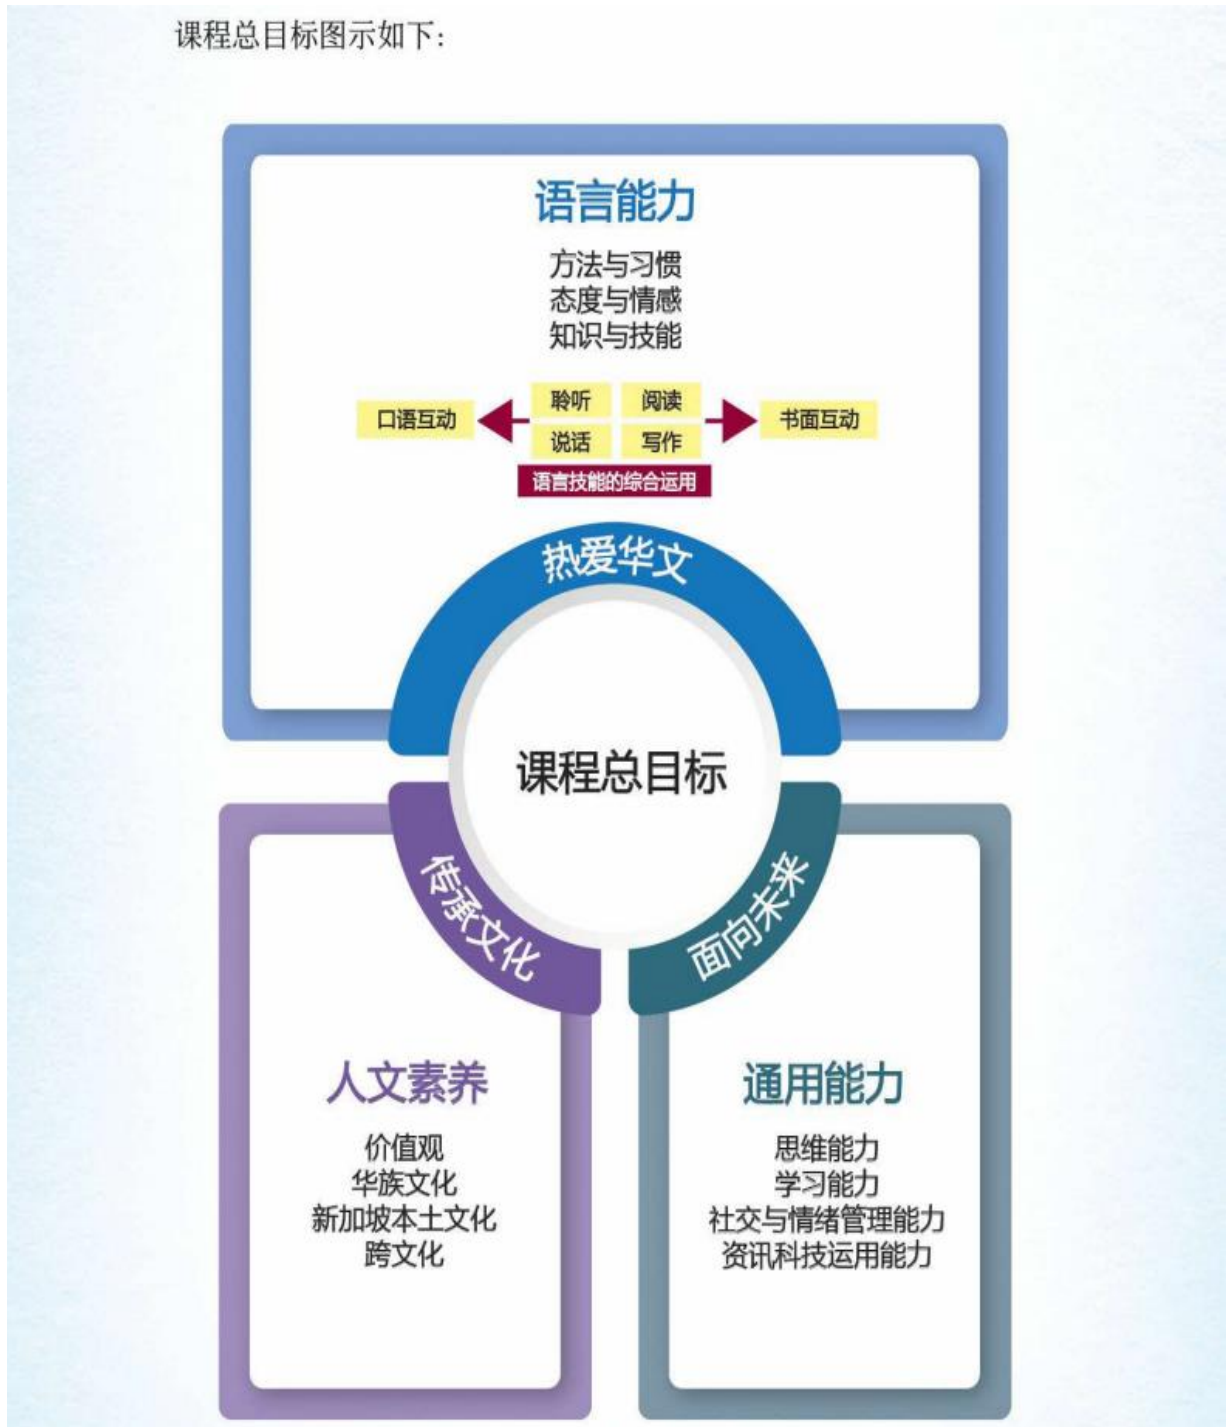 课程总目标图示如下：
语言能力
方法与习惯
态度与情感
知识与技能
聆听 阅读
口语互动 书面互动
说话 写作
语言技能的综合运用
热爱华文
课程总目标
传承文化
面向未来
人文素养
价值观
华族文化
新加坡本土文化
跨文化
通用能力
思维能力
学习能力
社交与情绪管理能力
资讯科技运用能力